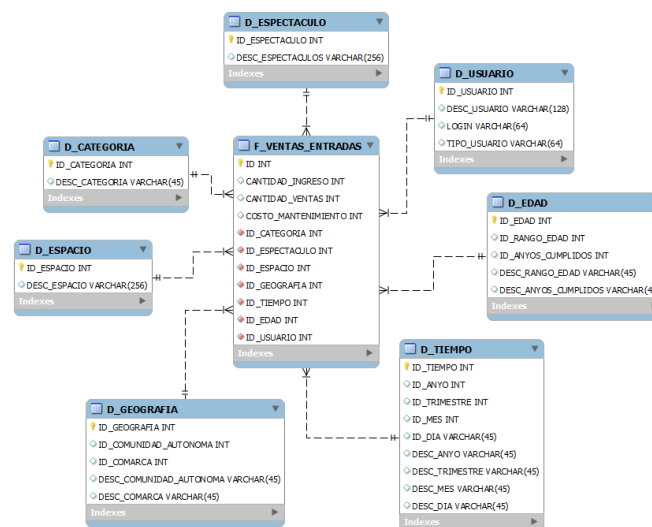 D_ESPECTACULO
ID_ESPECTACULO INT
DESC_ESPECTACULOS VARCHAR(256)
Indexes
D_USUARIO
ID_USUARIO INT
DESC_USUARIO VARCHAR(128)
LOGIN VARCHAR(64)
TIPO_USUARIO VARCHAR(64)
Indexes
D_CATEGORIA
ID_CATEGORIA INT
DESC_CATEGORIA VARCHAR(45)
Indexes
F_VENTAS_ENTRADAS
ID INT
CANTIDAD_INGRESO INT
CANTIDAD_VENTAS INT
COSTO_MANTENIMIENTO INT
ID_CATEGORIA INT
ID_ESPECTACULO INT
ID_ESPACIO INT
ID_GEOGRAFIA INT
ID_TIEMPO INT
ID_EDAD INT
ID_USUARIO INT
Indexes
D_EDAD
ID_EDAD INT
ID_RANGO_EDAD INT
ID_ANYOS_CUMPLIDOS INT
DESC_RANGO_EDAD VARCHAR(45)
DESC_ANYOS_CUMPLIDOS VARCHAR(4
Indexes
D_ESPACIO
ID_ESPACIO INT
DESC_ESPACIO VARCHAR(256)
Indexes
D_TIEMPO
ID_TIEMPO INT
ID_ANYO INT
ID_TRIMESTRE INT
ID_MES INT
ID_DIA VARCHAR(45)
DESC_ANYO VARCHAR(45)
DESC_TRIMESTRE VARCHAR(45)
DESC_MES VARCHAR(45)
DESC_DIA VARCHAR(45)
Indexes
D_GEOGRAFIA
ID_GEOGRAFIA INT
ID_COMUNIDAD_AUTONOMA INT
ID_COMARCA INT
DESC_COMUNIDAD_AUTONOMA VARCHAR(45)
DESC_COMARCA VARCHAR(45)
Indexes